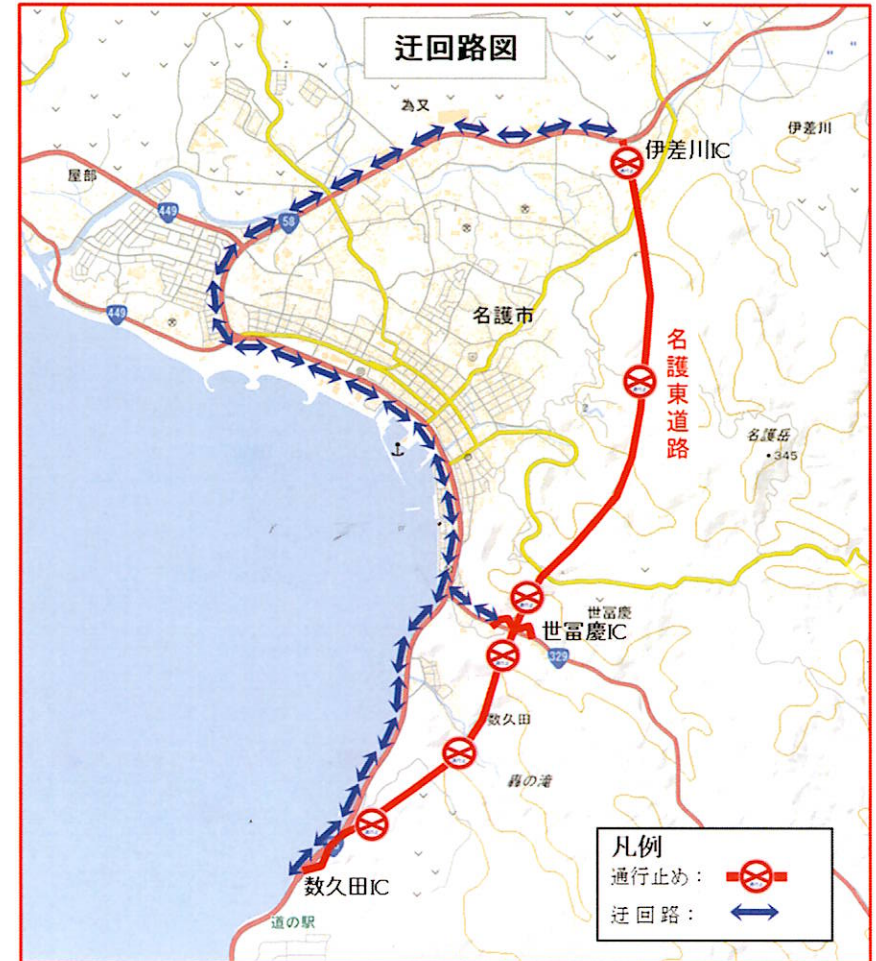 迂回路図
為又
伊差川
伊差川IC
屋部
449
58
449
名護市
名護東道路
名護岳
・345
2
世冨慶
世冨慶IC
329
数久田
轟の滝
数久田IC
道の駅
凡例
通行止め：
迂回路：